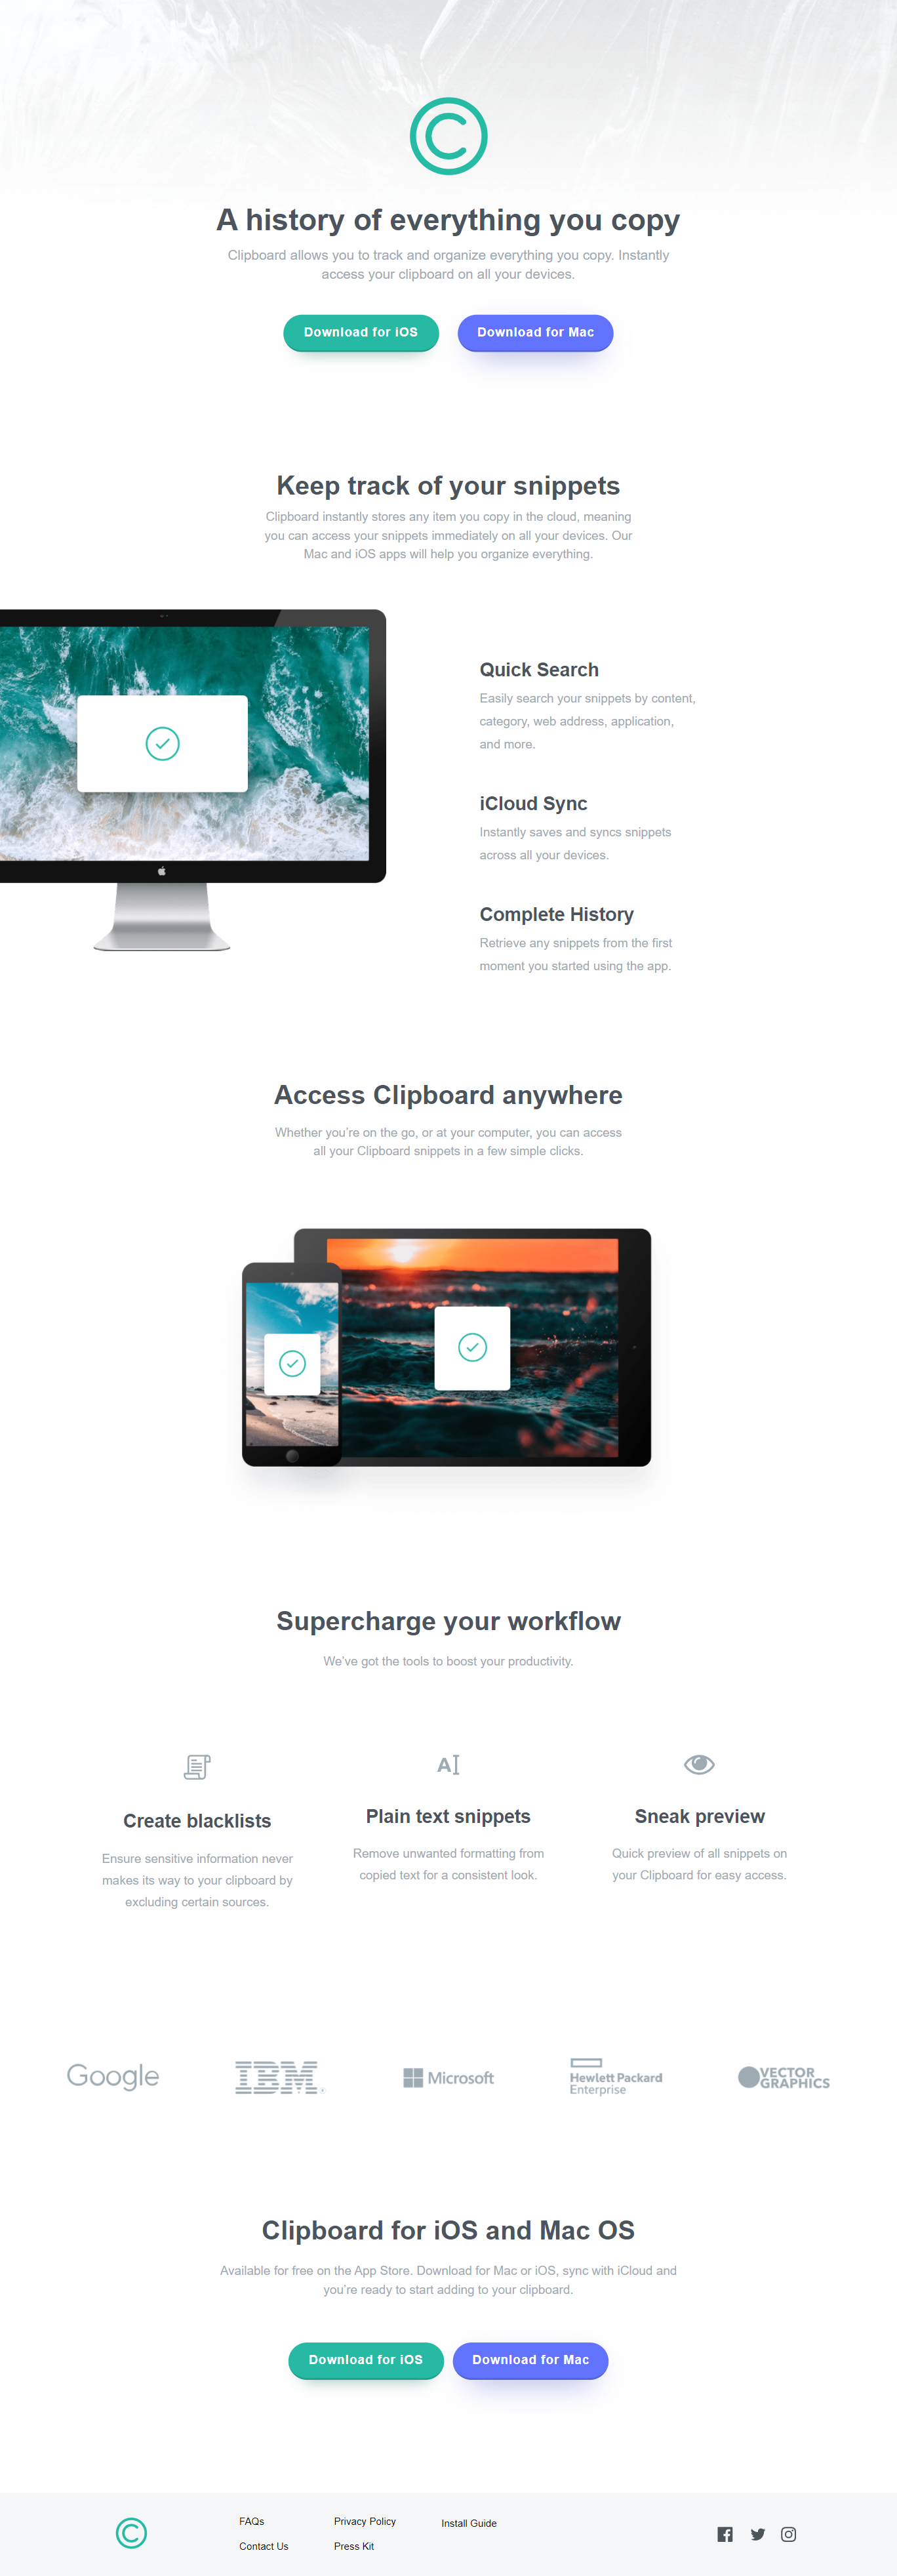 A history of everything you copy
Clipboard allows you to track and organize everything you copy. Instantly
access your clipboard on all your devices.
Download for iOS
Download for Mac
Keep track of your snippets
Clipboard instantly stores any item you copy in the cloud, meaning
you can access your snippets immediately on all your devices. Our
Mac and iOS apps will help you organize everything.
Quick Search
Easily search your snippets by content,
category, web address, application,
and more.
iCloud Sync
Instantly saves and syncs snippets
across all your devices.
Complete History
Retrieve any snippets from the first
moment you started using the app.
Access Clipboard anywhere
Whether you’re on the go, or at your computer, you can access
all your Clipboard snippets in a few simple clicks.
Supercharge your workflow
We’ve got the tools to boost your productivity.
Create blacklists
Ensure sensitive information never
makes its way to your clipboard by
excluding certain sources.
A
Plain text snippets
Remove unwanted formatting from
copied text for a consistent look.
Sneak preview
Quick preview of all snippets on
your Clipboard for easy access.
Google
IBM
Microsoft
Hewlett Packard
Enterprise
VECTOR
GRAPHICS
Clipboard for iOS and Mac OS
Available for free on the App Store. Download for Mac or iOS, sync with iCloud and
you’re ready to start adding to your clipboard.
Download for iOS
Download for Mac
FAQs
Contact Us
Privacy Policy
Press Kit
Install Guide